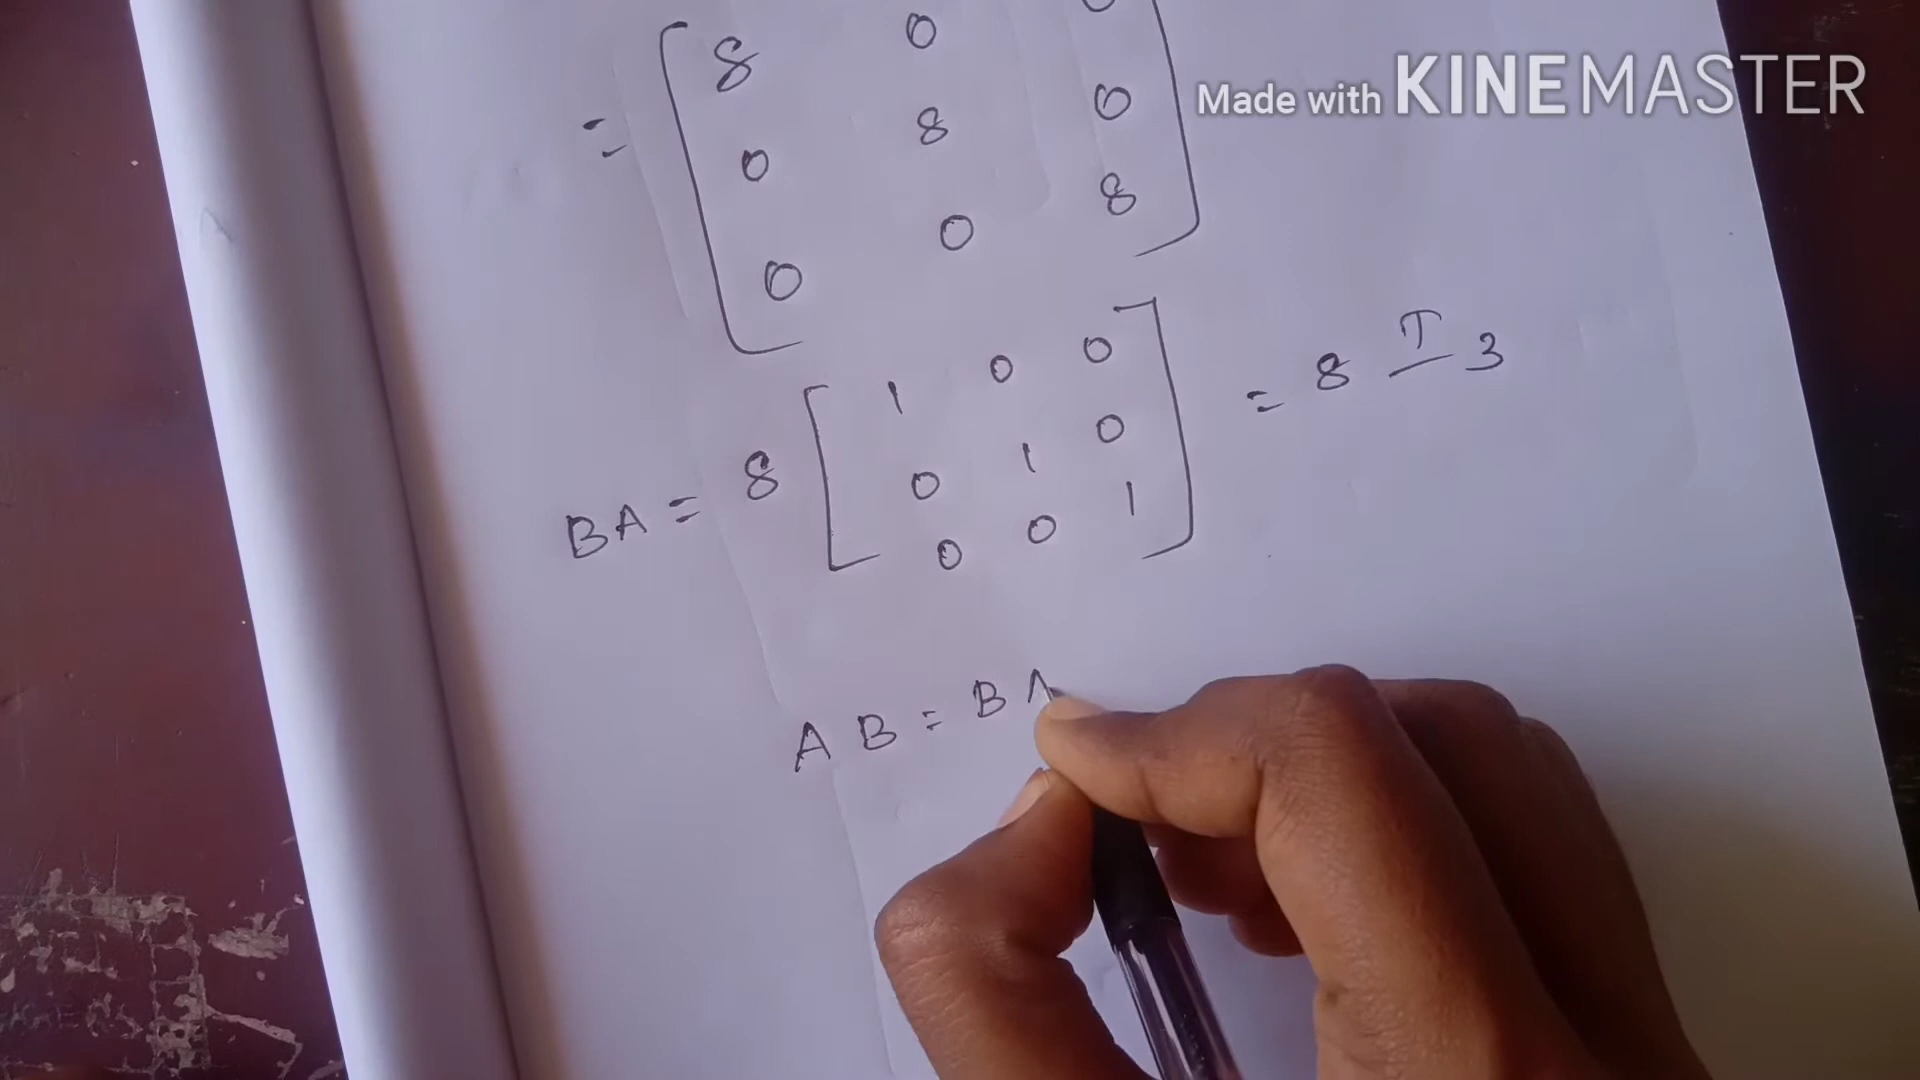 Made with KINEMASTER
= [ 8 0 0
0 8 0
0 0 8 ]
BA = 8 [ 1 0 0
0 1 0
0 0 1 ] = 8 I 3
AB = BA